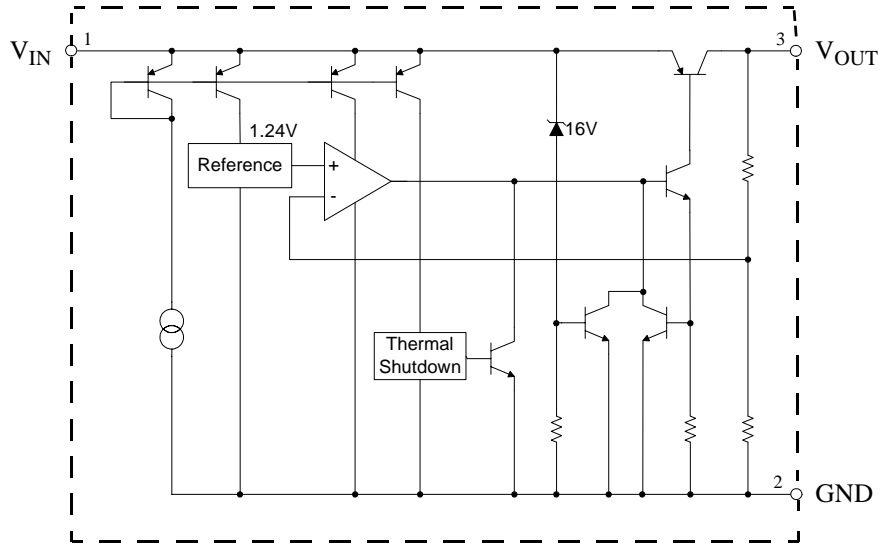 V_IN
1
3
V_OUT
1.24V
16V
Reference
+
-
Thermal
Shutdown
2
GND